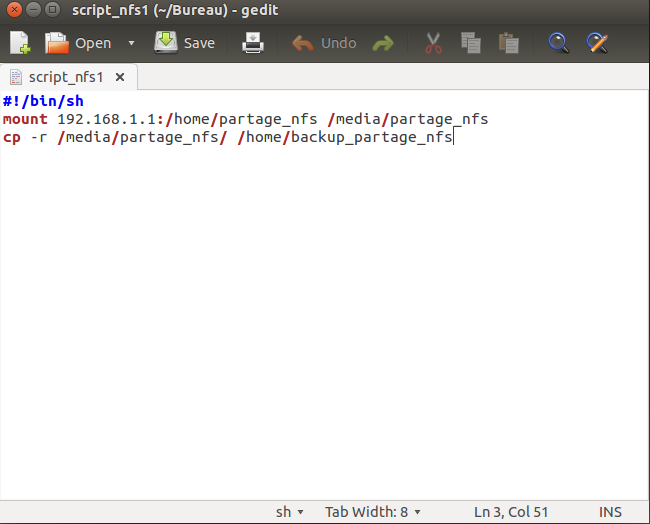 script_nfs1 (~/Bureau) - gedit
Open Save Undo
script_nfs1
#!/bin/sh
mount 192.168.1.1:/home/partage_nfs /media/partage_nfs
cp -r /media/partage_nfs/ /home/backup_partage_nfs
sh Tab Width: 8 Ln 3, Col 51 INS